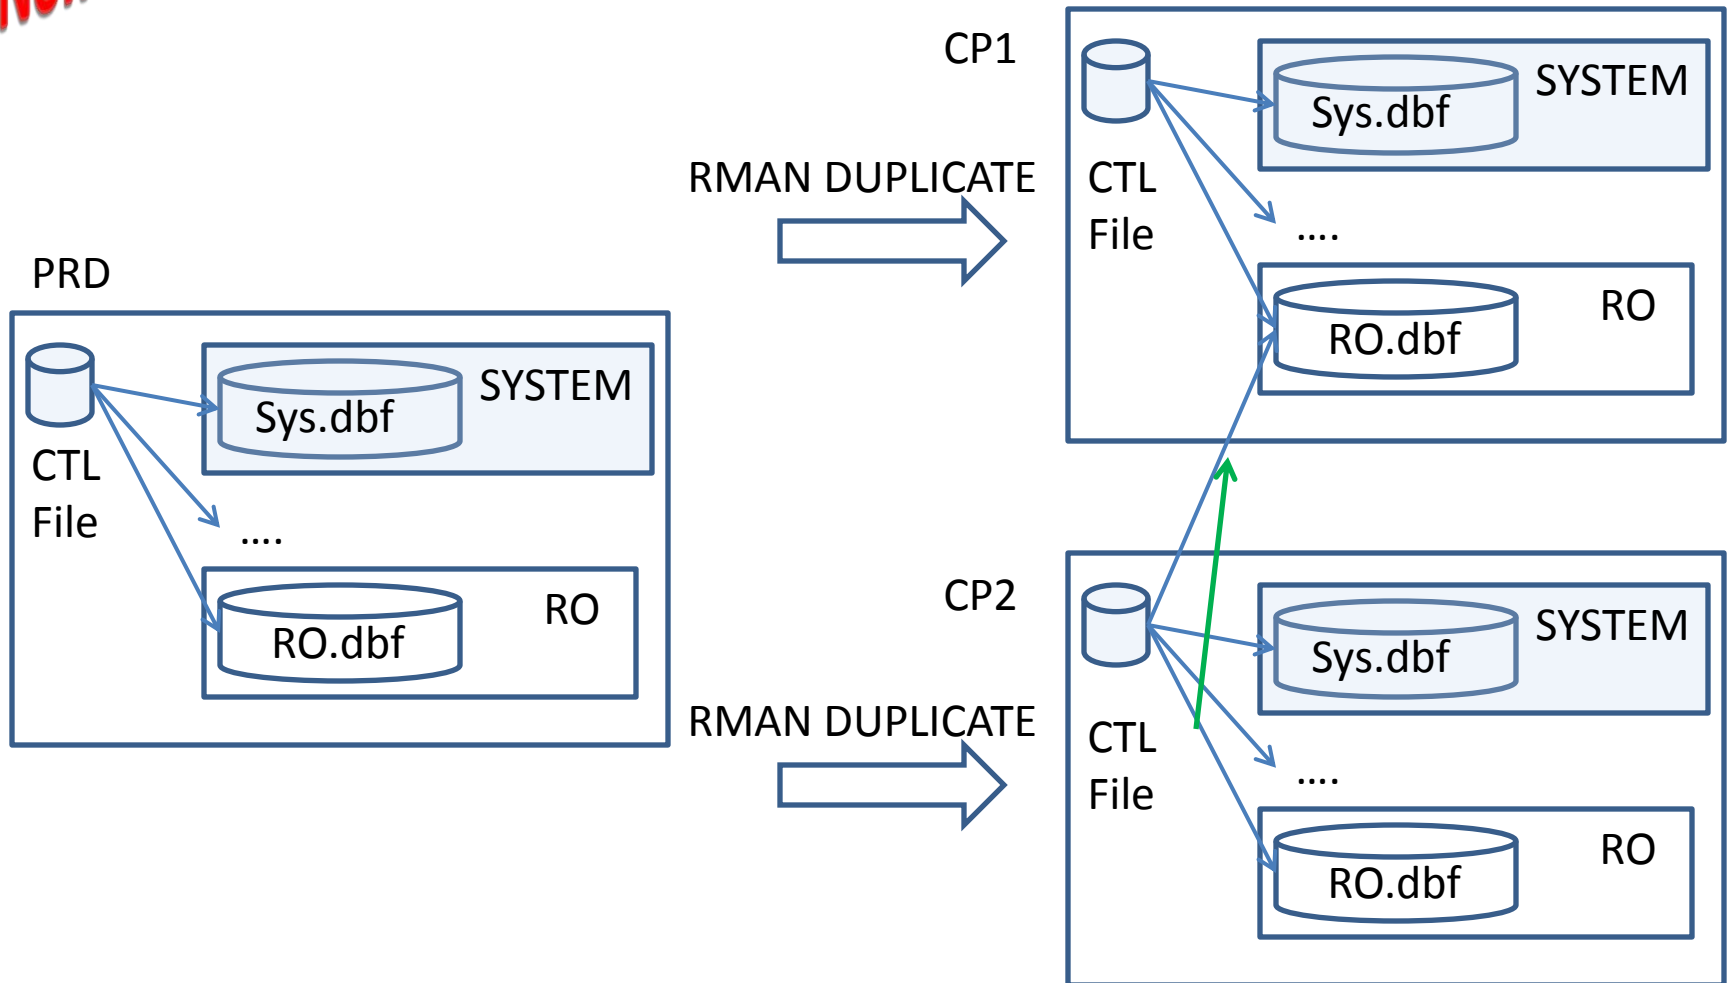 PRD
CTL
File
Sys.dbf
SYSTEM
....
RO.dbf
RO
RMAN DUPLICATE
CP1
CTL
File
Sys.dbf
SYSTEM
....
RO.dbf
RO
RMAN DUPLICATE
CP2
CTL
File
Sys.dbf
SYSTEM
....
RO.dbf
RO